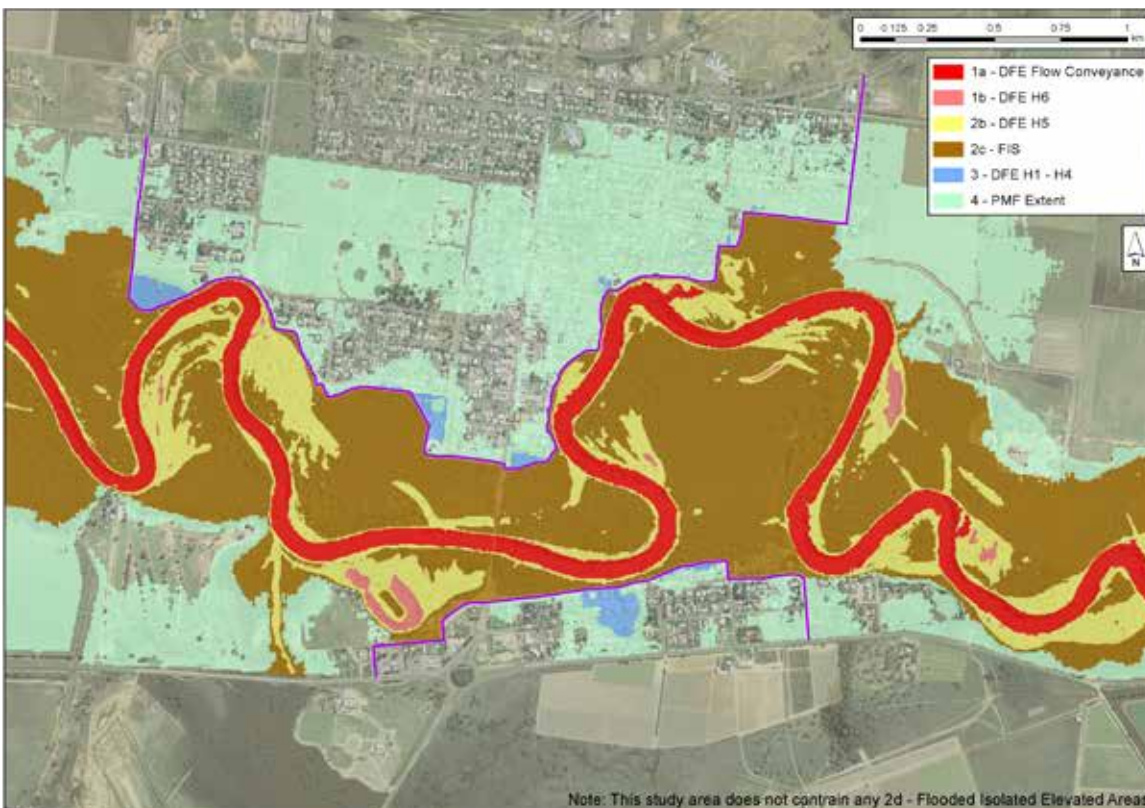 0 0.125 0.25 0.5 0.75 1
km
1a - DFE Flow Conveyance
1b - DFE H6
2b - DFE H5
2c - FIS
3 - DFE H1 - H4
4 - PMF Extent
N
Note: This study area does not contrain any 2d - Flooded Isolated Elevated Areas